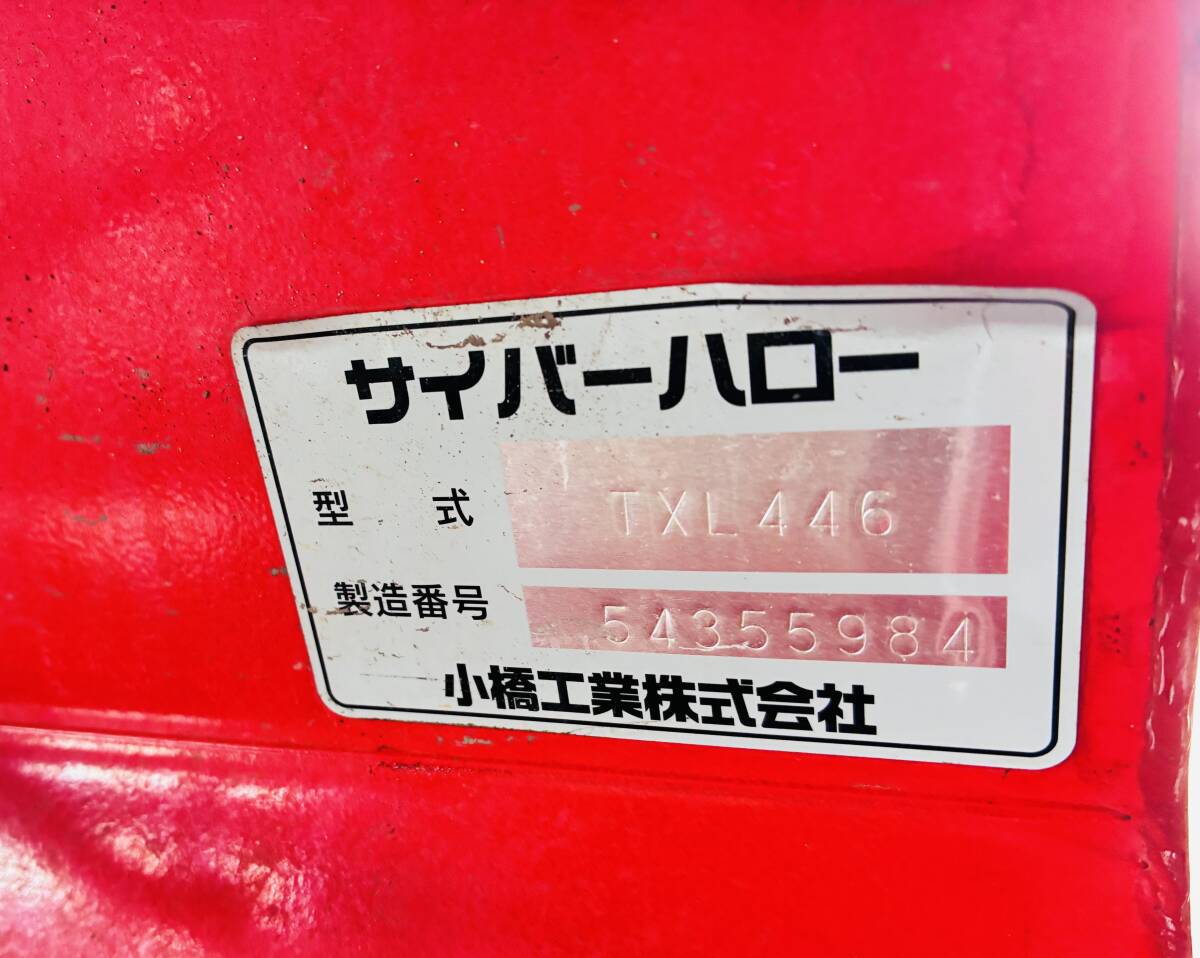 サイバーハロー
型式 TXL446
製造番号 54355984
小橋工業株式会社